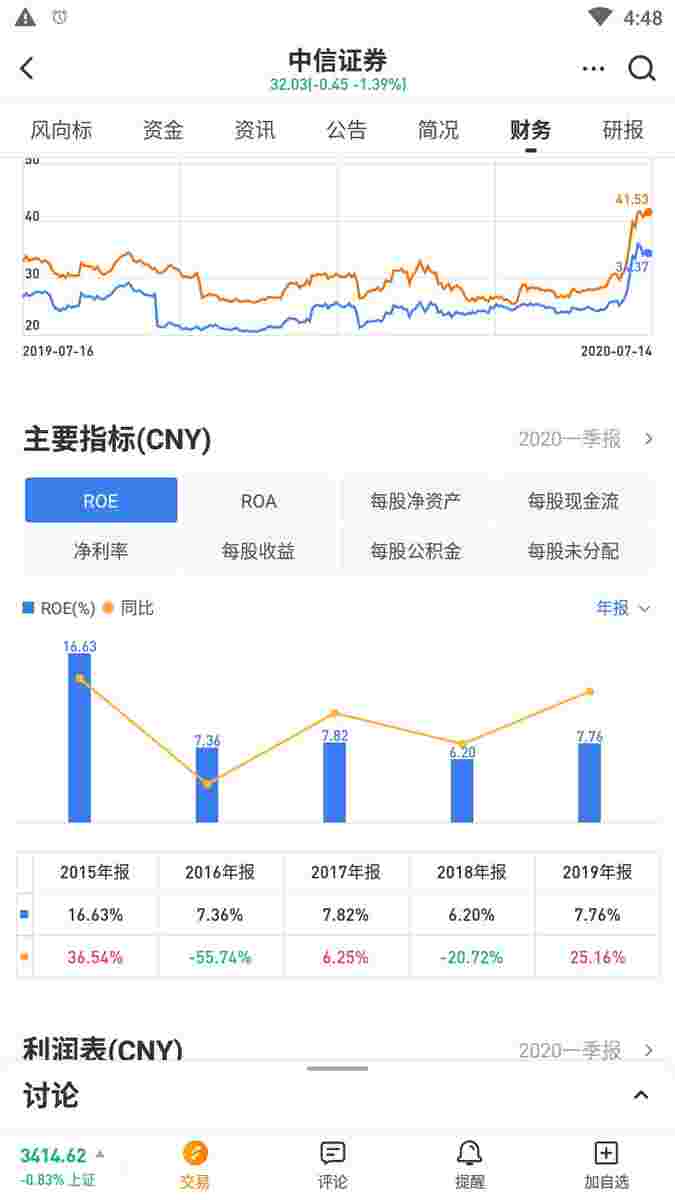 4:48
中信证券
32.03(-0.45 -1.39%)
风向标 资金 资讯 公告 简况 财务 研报
50
41.53
40
34.37
30
20
2019-07-16 2020-07-14
主要指标(CNY) 2020一季报
ROE ROA 每股净资产 每股现金流
净利率 每股收益 每股公积金 每股未分配
ROE(%) 同比 年报
16.63
7.36 7.82 6.20 7.76
2015年报 2016年报 2017年报 2018年报 2019年报
16.63% 7.36% 7.82% 6.20% 7.76%
36.54% -55.74% 6.25% -20.72% 25.16%
利润表(CNY) 2020一季报
讨论
3414.62
-0.83% 上证 交易 评论 提醒 加自选